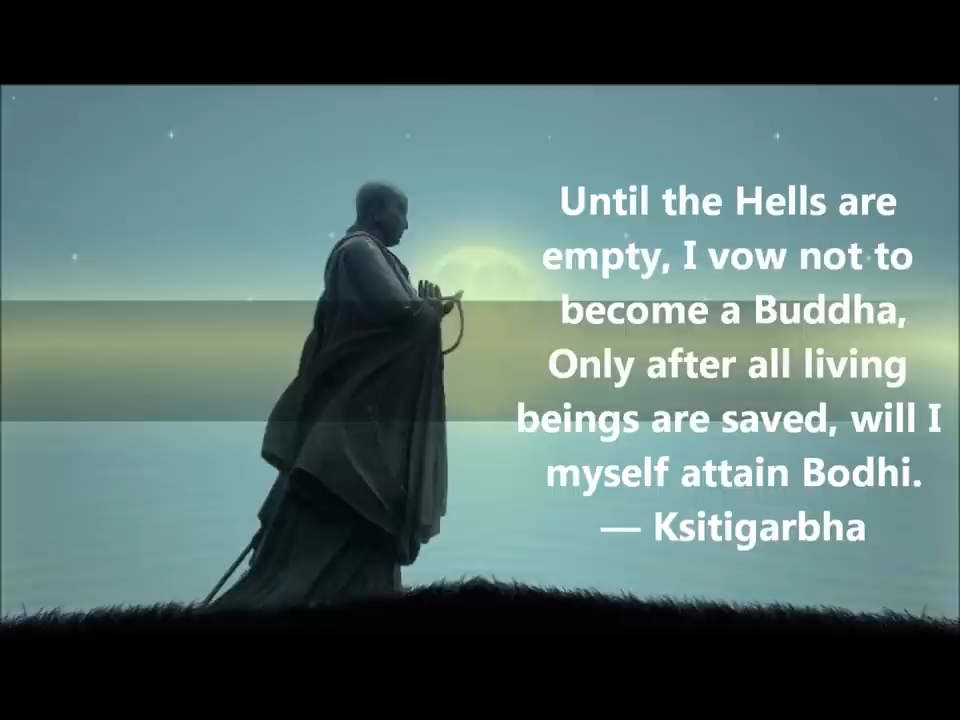 Until the Hells are
empty, I vow not to
become a Buddha,
Only after all living
beings are saved, will I
myself attain Bodhi.
— Ksitigarbha